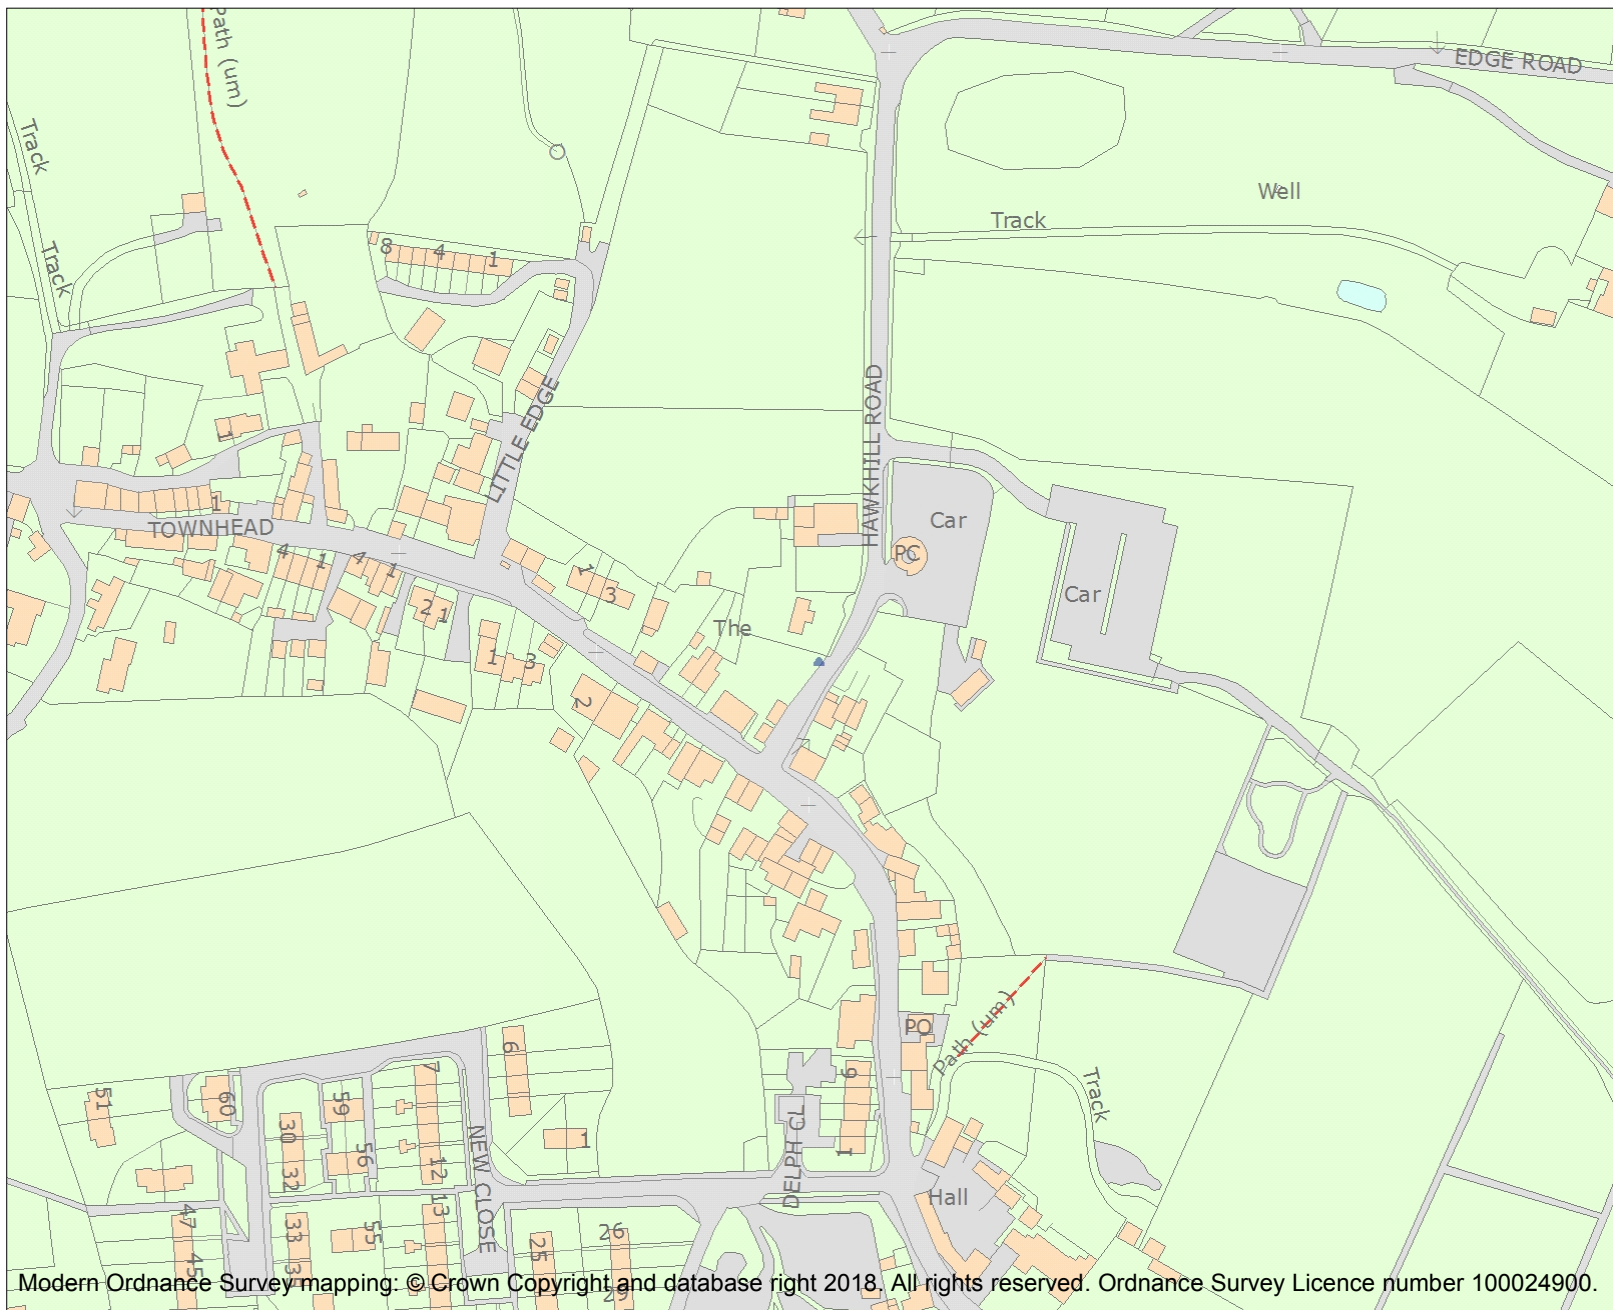 Path (um)
EDGE ROAD
Track
Well
Track
Track
8
4
1
HAWKHILL ROAD
LITTLE EDGE
1
1
TOWNHEAD
Car
PC
4
1
4
1
1
3
Car
2
1
The
1
3
2
PO
Path (um)
Track
6
7
9
51
60
59
30
DELPH CT
56
1
1
NEW CLOSE
32
12
13
Hall
47
33
55
26
25
45
Modern Ordnance Survey mapping: © Crown Copyright and database right 2018. All rights reserved. Ordnance Survey Licence number 100024900.
29